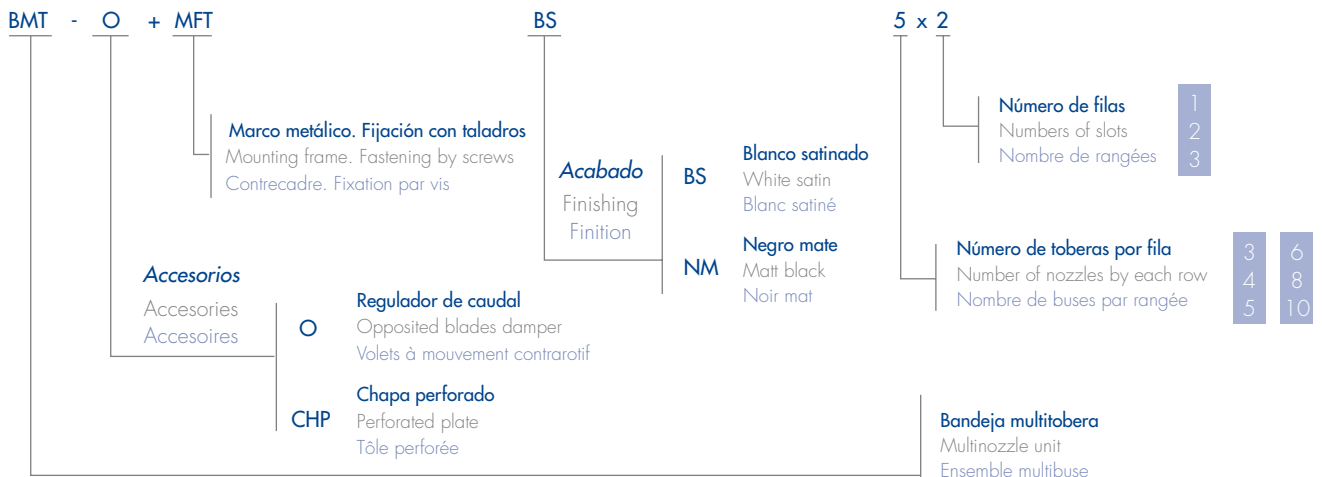 BMT - O + MFT BS 5 x 2
Marco metálico. Fijación con taladros
Mounting frame. Fastening by screws
Contrecadre. Fixation par vis
Acabado
Finishing
Finition
BS
Blanco satinado
White satin
Blanc satiné
NM
Negro mate
Matt black
Noir mat
Número de filas
Numbers of slots
Nombre de rangées
1
2
3
Número de toberas por fila
Number of nozzles by each row
Nombre de buses par rangée
3 6
4 8
5 10
Accesorios
Accesories
Accesoires
O
Regulador de caudal
Opposited blades damper
Volets à mouvement contrarotif
CHP
Chapa perforado
Perforated plate
Tôle perforée
Bandeja multitobera
Multinozzle unit
Ensemble multibuse